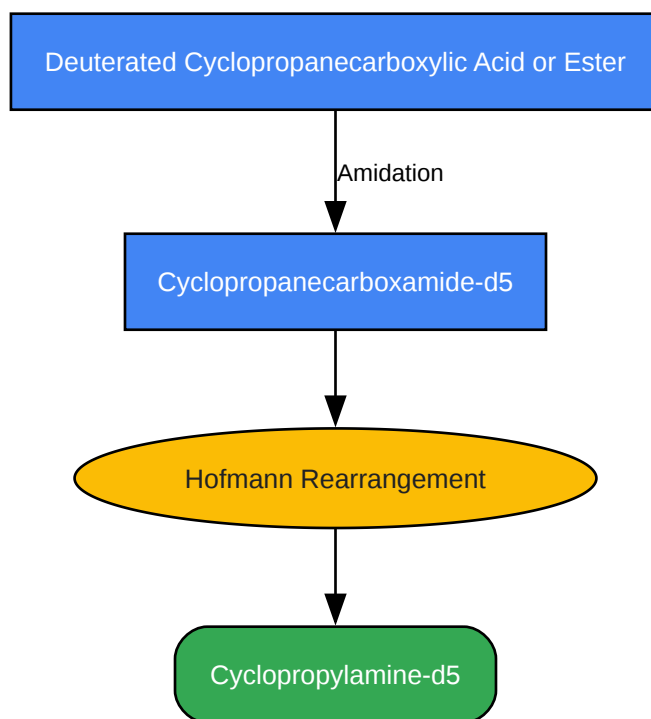 Deuterated Cyclopropanecarboxylic Acid or Ester
Amidation
Cyclopropanecarboxamide-d5
Hofmann Rearrangement
Cyclopropylamine-d5